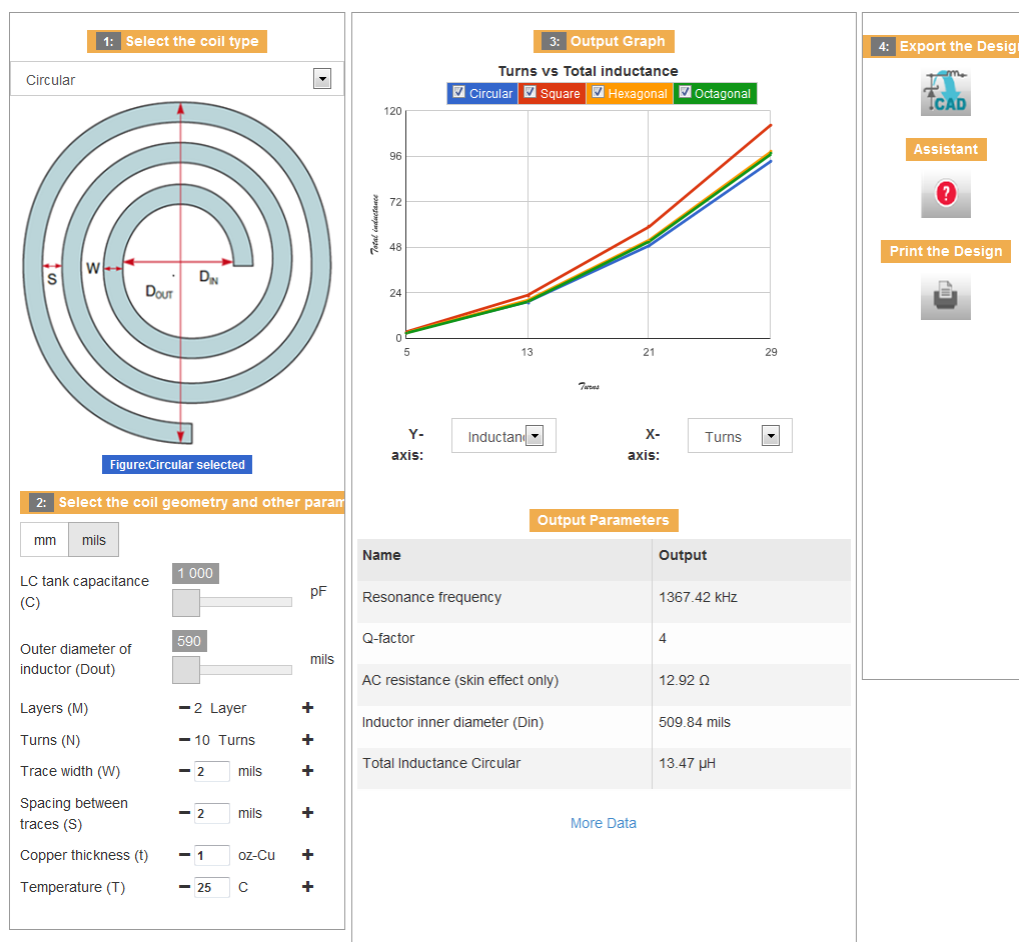 1: Select the coil type
Circular
S
W
DIN
DOUT
Figure:Circular selected
2: Select the coil geometry and other param
mm
mils
LC tank capacitance
(C)
1 000
pF
Outer diameter of
inductor (Dout)
590
mils
Layers (M)
2 Layer
Turns (N)
10 Turns
Trace width (W)
2
mils
Spacing between
traces (S)
2
mils
Copper thickness (t)
1
oz-Cu
Temperature (T)
25
C
3: Output Graph
Turns vs Total inductance
Circular
Square
Hexagonal
Octagonal
120
96
72
48
24
0
Total inductance
5
13
21
29
Turns
Y-
axis:
Inductan
X-
axis:
Turns
Output Parameters
Name
Output
Resonance frequency
1367.42 kHz
Q-factor
4
AC resistance (skin effect only)
12.92 Ω
Inductor inner diameter (Din)
509.84 mils
Total Inductance Circular
13.47 µH
More Data
4: Export the Design
CAD
Assistant
?
Print the Design